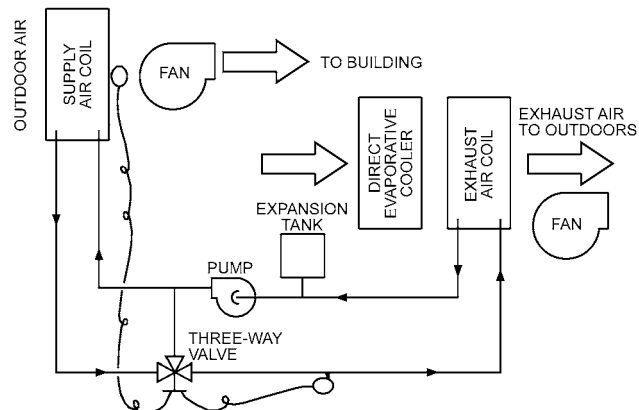 OUTDOOR AIR
SUPPLY
AIR COIL
FAN
TO BUILDING
DIRECT
EVAPORATIVE
COOLER
EXHAUST
AIR COIL
EXHAUST AIR
TO OUTDOORS
FAN
EXPANSION
TANK
PUMP
THREE-WAY
VALVE